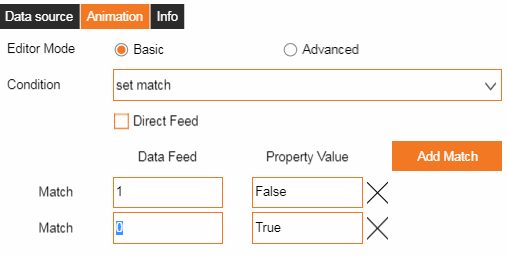 Data source Animation Info
Editor Mode Basic Advanced
Condition set match
Direct Feed
Data Feed Property Value Add Match
Match 1 False
Match 0 True